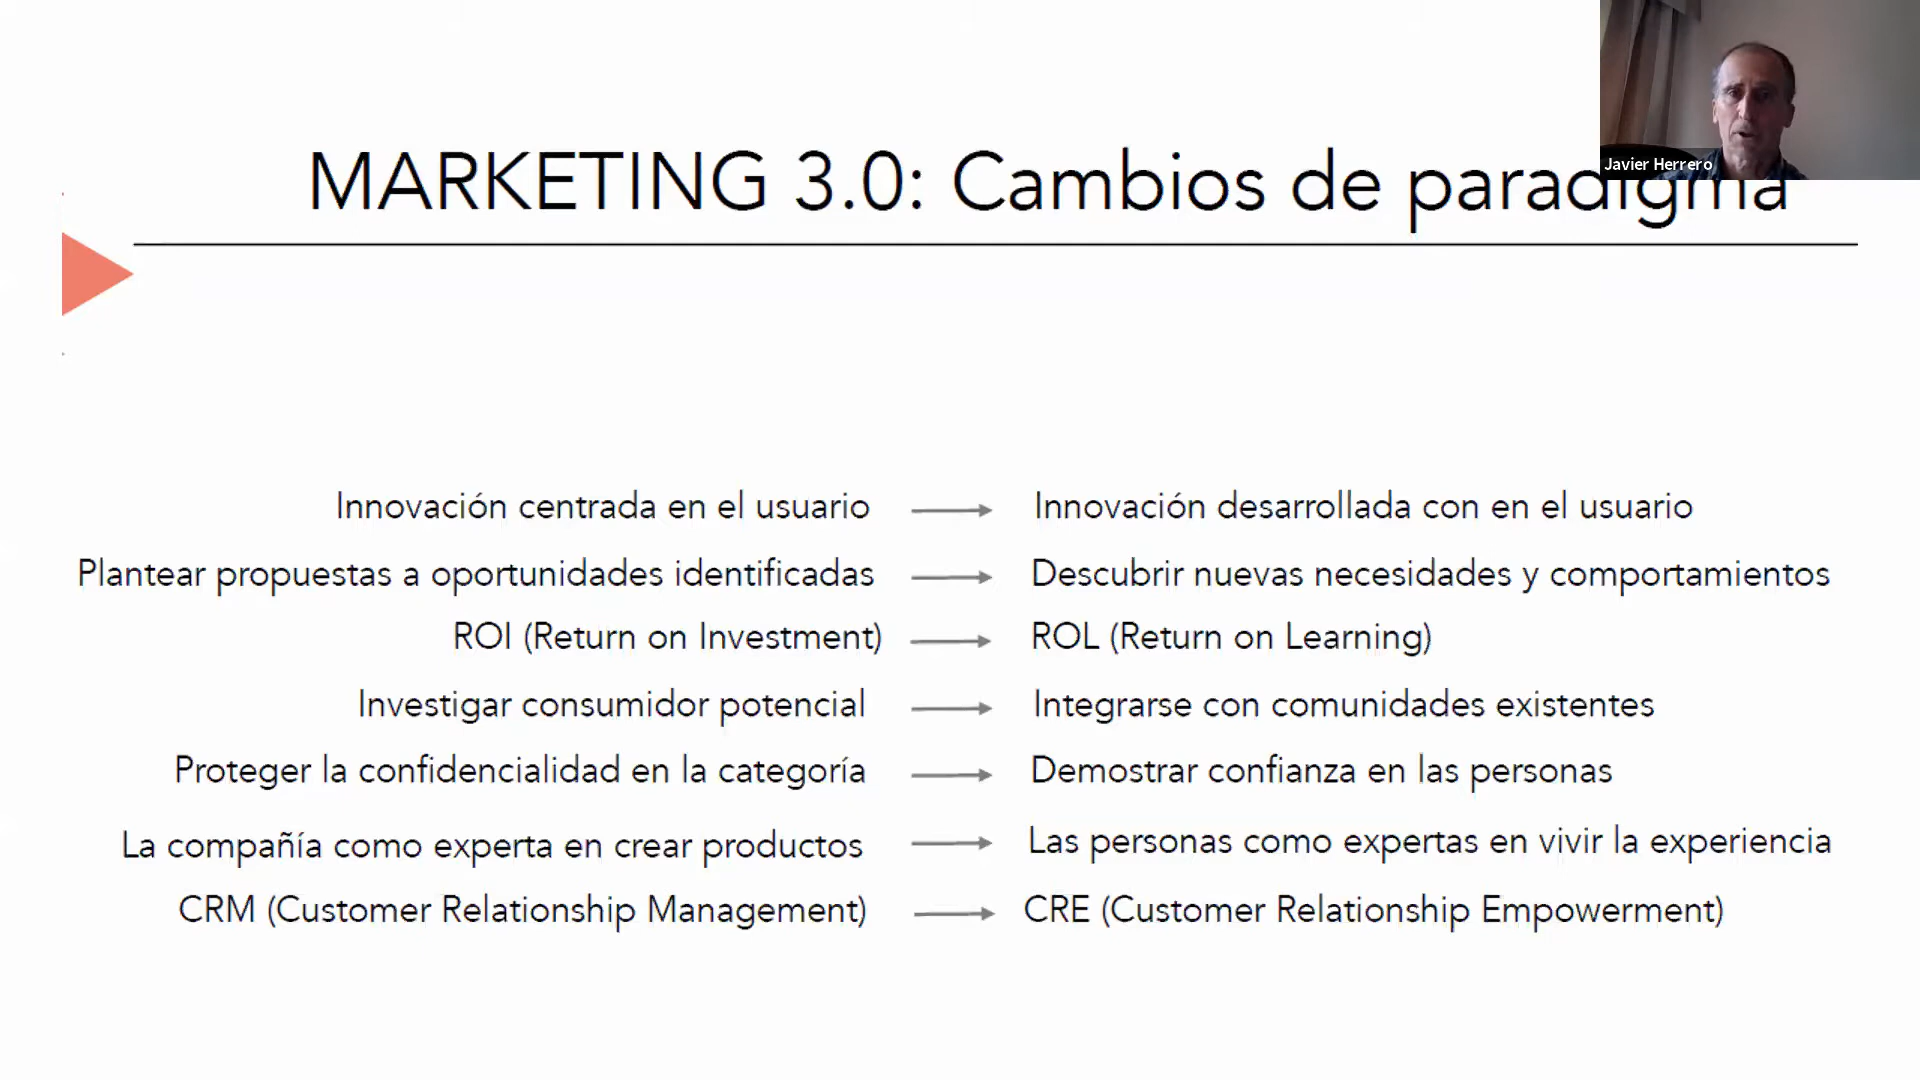 Javier Herrero
MARKETING 3.0: Cambios de paradigma
Innovación centrada en el usuario → Innovación desarrollada con en el usuario
Plantear propuestas a oportunidades identificadas → Descubrir nuevas necesidades y comportamientos
ROI (Return on Investment) → ROL (Return on Learning)
Investigar consumidor potencial → Integrarse con comunidades existentes
Proteger la confidencialidad en la categoría → Demostrar confianza en las personas
La compañía como experta en crear productos → Las personas como expertas en vivir la experiencia
CRM (Customer Relationship Management) → CRE (Customer Relationship Empowerment)